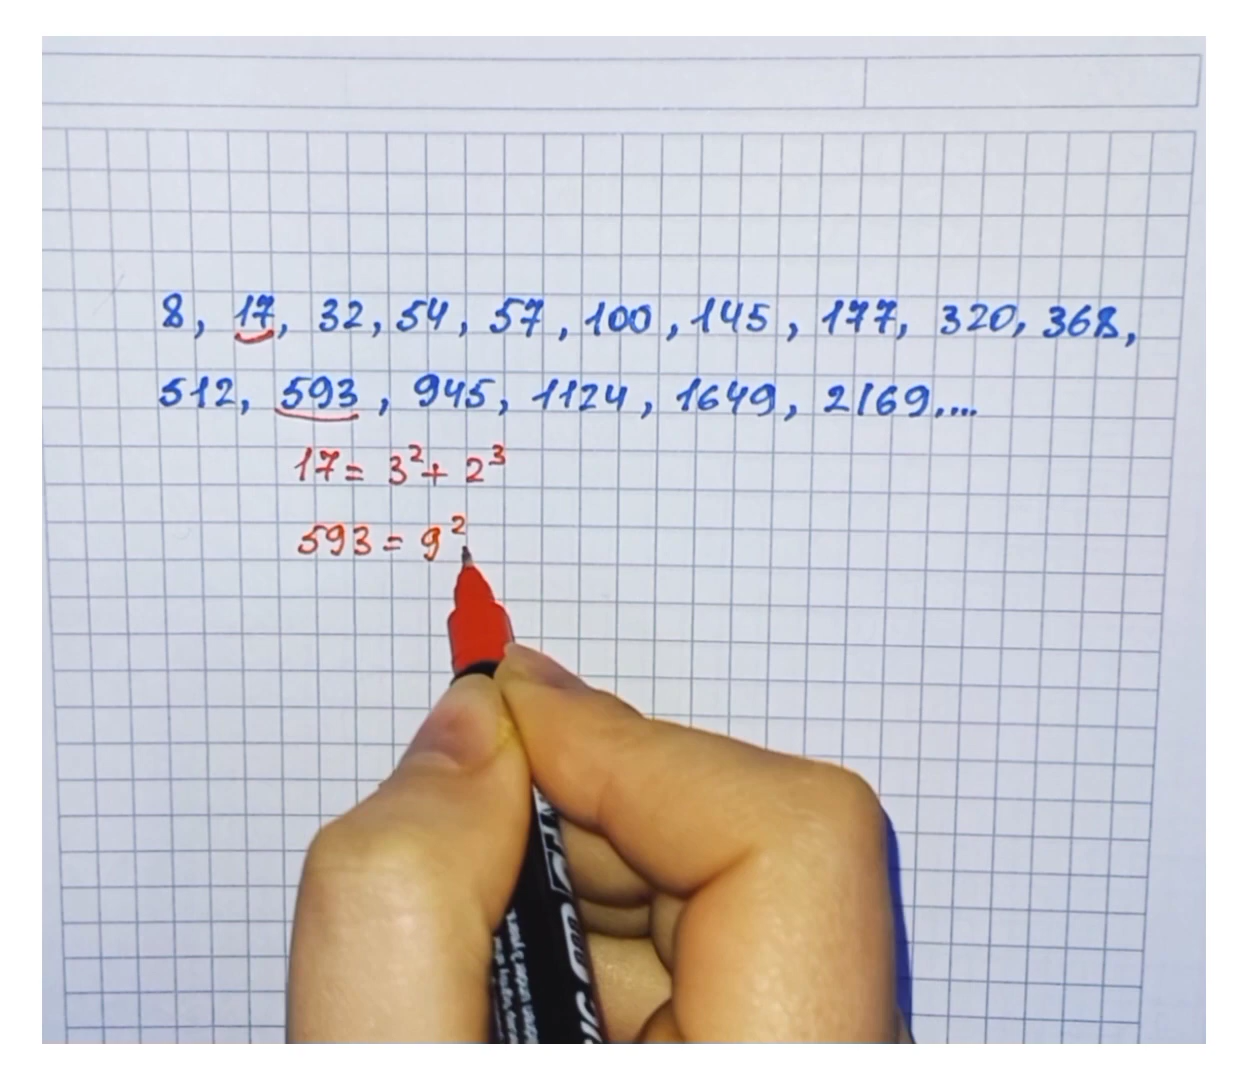 8, 17, 32, 54, 57, 100, 145, 177, 320, 368,
512, 593, 945, 1124, 1649, 2169,....
17 = 3² + 2³
593 = 9²